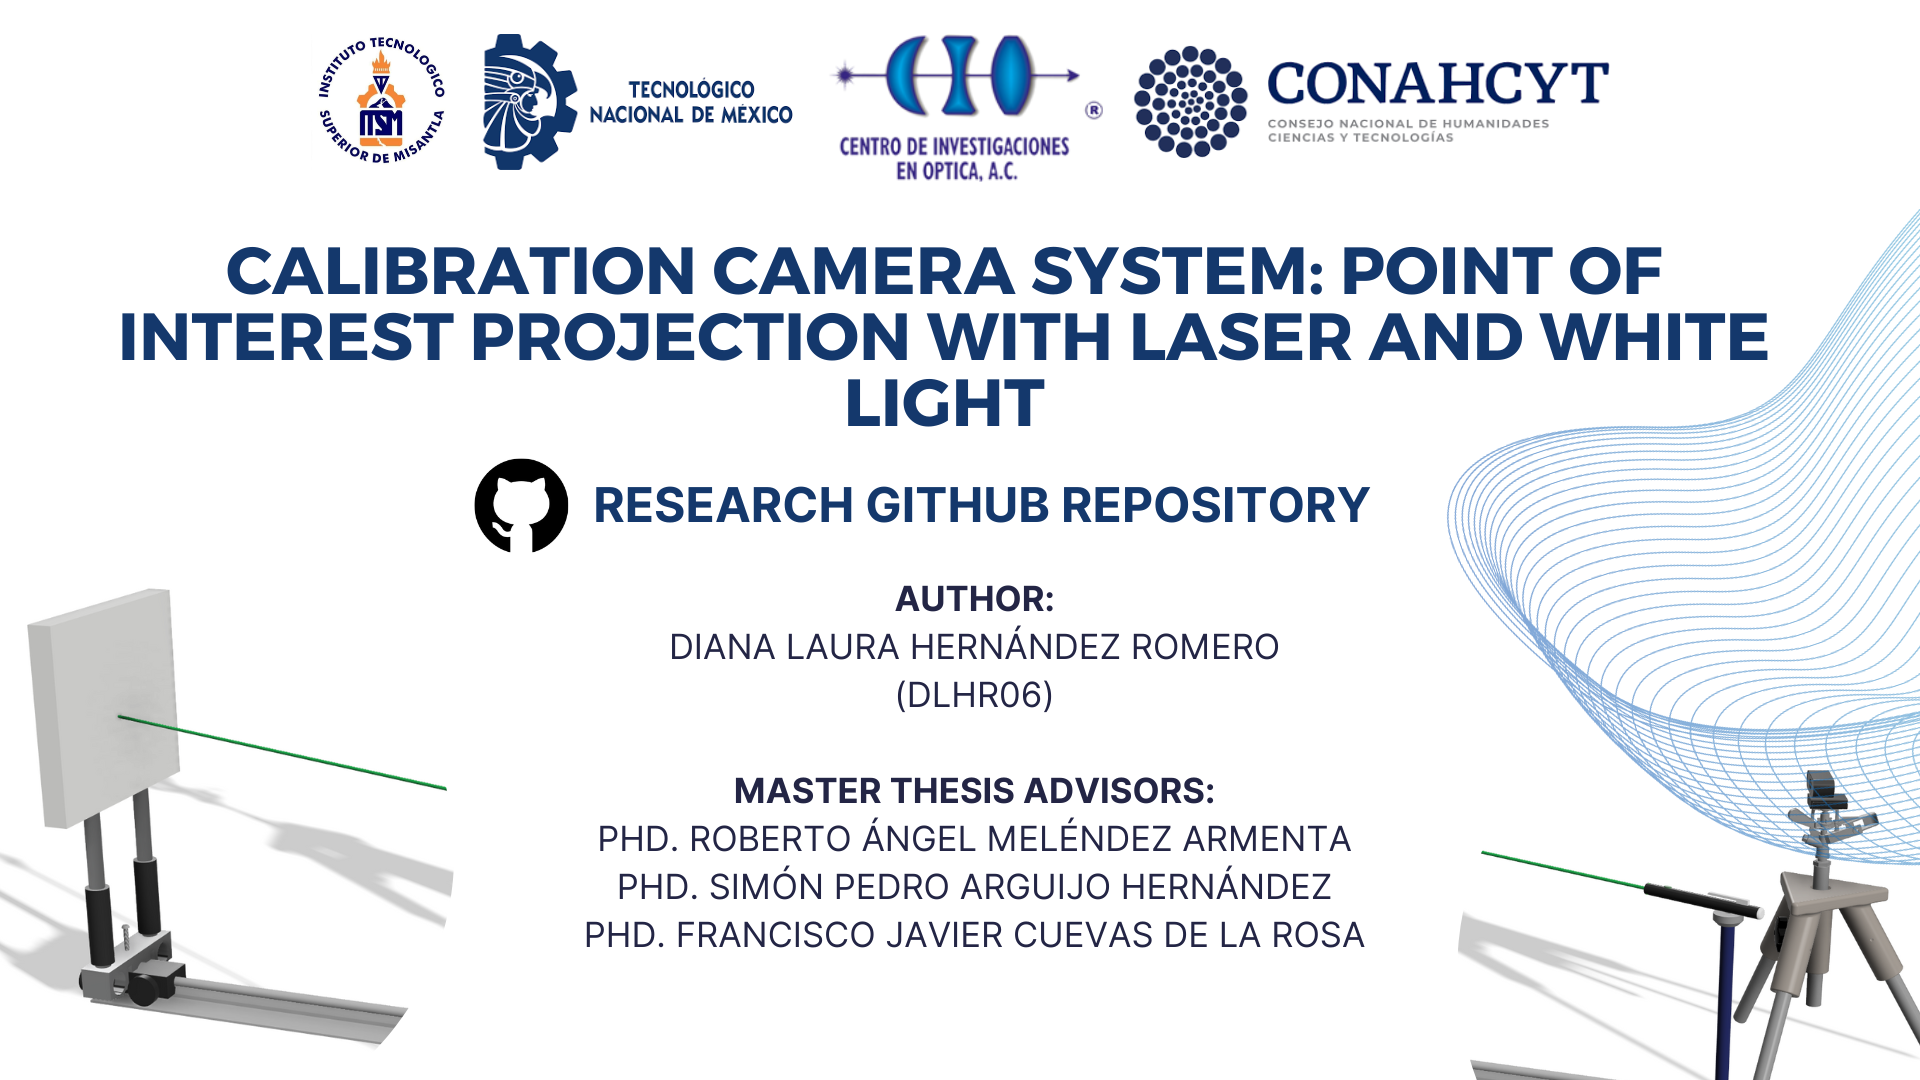 INSTITUTO TECNOLOGICO
SUPERIOR DE MISANTLA
ITSM
TECNOLÓGICO
NACIONAL DE MÉXICO
CIO
®
CENTRO DE INVESTIGACIONES
EN OPTICA, A.C.
CONAHCYT
CONSEJO NACIONAL DE HUMANIDADES
CIENCIAS Y TECNOLOGÍAS
CALIBRATION CAMERA SYSTEM: POINT OF
INTEREST PROJECTION WITH LASER AND WHITE
LIGHT
RESEARCH GITHUB REPOSITORY
AUTHOR:
DIANA LAURA HERNÁNDEZ ROMERO
(DLHR06)
MASTER THESIS ADVISORS:
PHD. ROBERTO ÁNGEL MELÉNDEZ ARMENTA
PHD. SIMÓN PEDRO ARGUIJO HERNÁNDEZ
PHD. FRANCISCO JAVIER CUEVAS DE LA ROSA